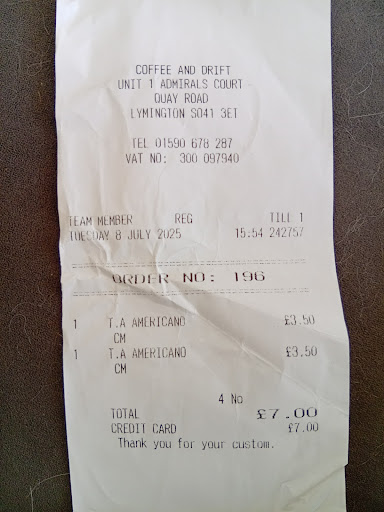 COFFEE AND DRIFT
UNIT 1 ADMIRALS COURT
QUAY ROAD
LYMINGTON SO41 3ET
TEL 01590 678 287
VAT NO: 300 097940
TEAM MEMBER REG TILL 1
TUESDAY 8 JULY 2025 15:54 242757
ORDER NO: 196
1 T.A AMERICANO £3.50
CM
1 T.A AMERICANO £3.50
CM
4 No
TOTAL £7.00
CREDIT CARD £7.00
Thank you for your custom.